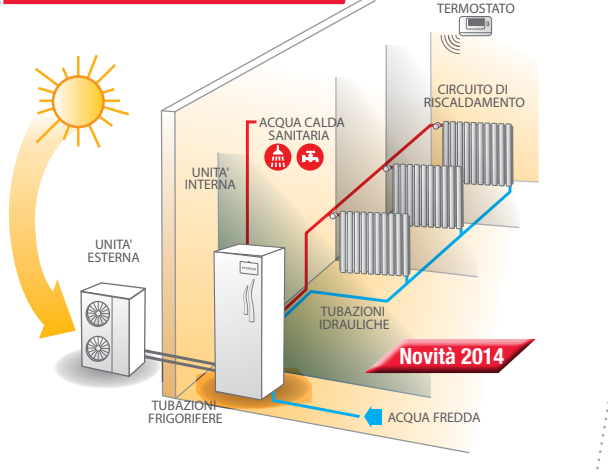 TERMOSTATO
CIRCUITO DI
RISCALDAMENTO
ACQUA CALDA
SANITARIA
UNITA'
INTERNA
UNITA'
ESTERNA
TUBAZIONI
IDRAULICHE
Novità 2014
TUBAZIONI
FRIGORIFERE
ACQUA FREDDA